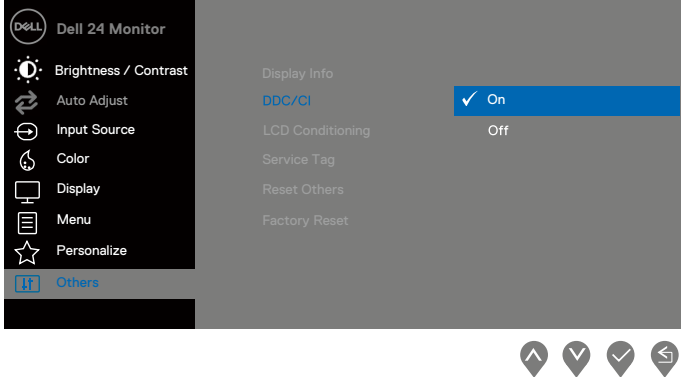 DELL
Dell 24 Monitor
Brightness / Contrast
Auto Adjust
Input Source
Color
Display
Menu
Personalize
Others
Display Info
DDC/CI
LCD Conditioning
Service Tag
Reset Others
Factory Reset
On
Off